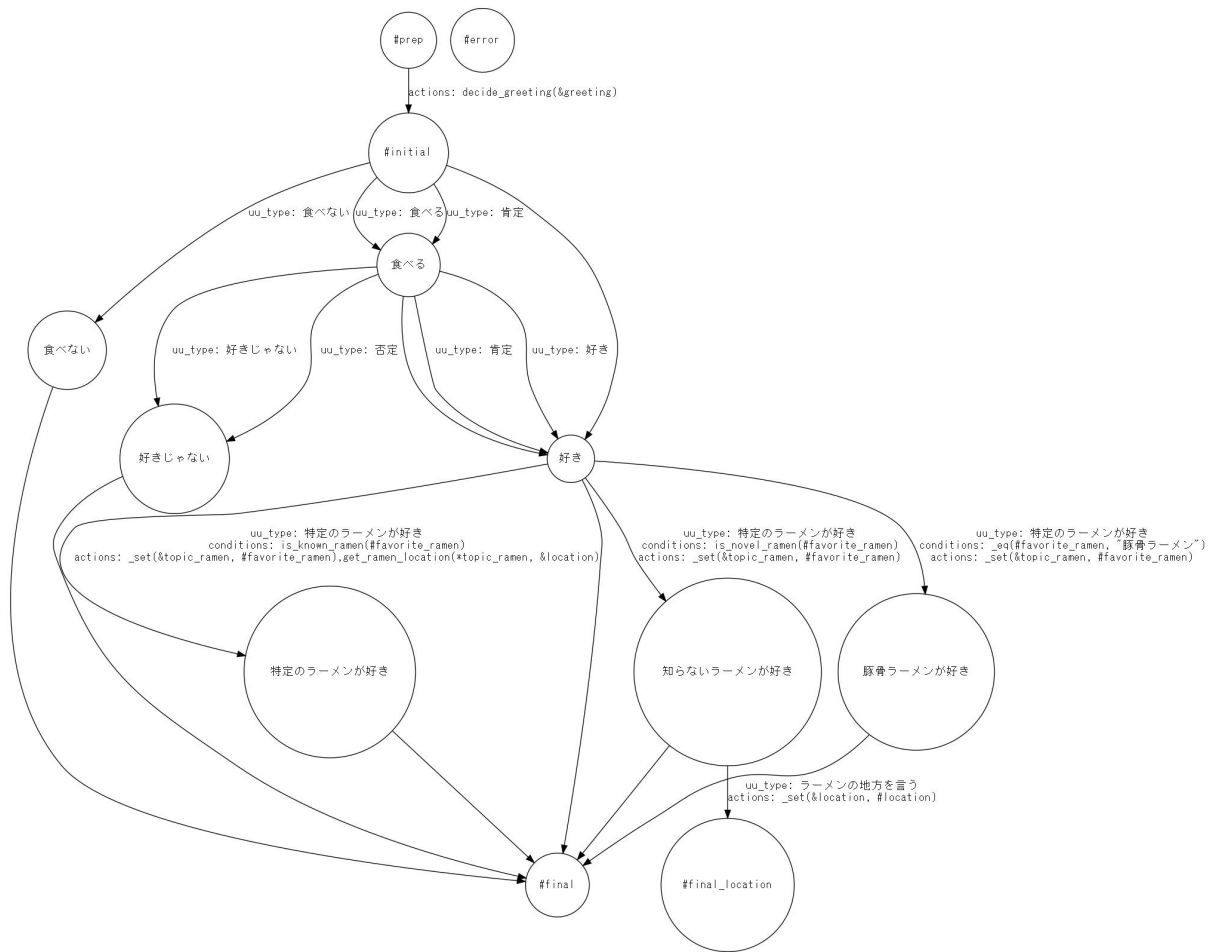 #prep
#error
actions: decide_greeting(&greeting)
#initial
uu_type: 食べない
uu_type: 食べる
uu_type: 肯定
食べる
食べない
uu_type: 好きじゃない
uu_type: 否定
uu_type: 肯定
uu_type: 好き
好きじゃない
好き
uu_type: 特定のラーメンが好き
conditions: is_known_ramen(#favorite_ramen)
actions: _set(&topic_ramen, #favorite_ramen),get_ramen_location(*topic_ramen, &location)
uu_type: 特定のラーメンが好き
conditions: is_novel_ramen(#favorite_ramen)
actions: _set(&topic_ramen, #favorite_ramen)
uu_type: 特定のラーメンが好き
conditions: _eq(#favorite_ramen, "豚骨ラーメン")
actions: _set(&topic_ramen, #favorite_ramen)
特定のラーメンが好き
知らないラーメンが好き
豚骨ラーメンが好き
uu_type: ラーメンの地方を言う
actions: _set(&location, #location)
#final
#final_location